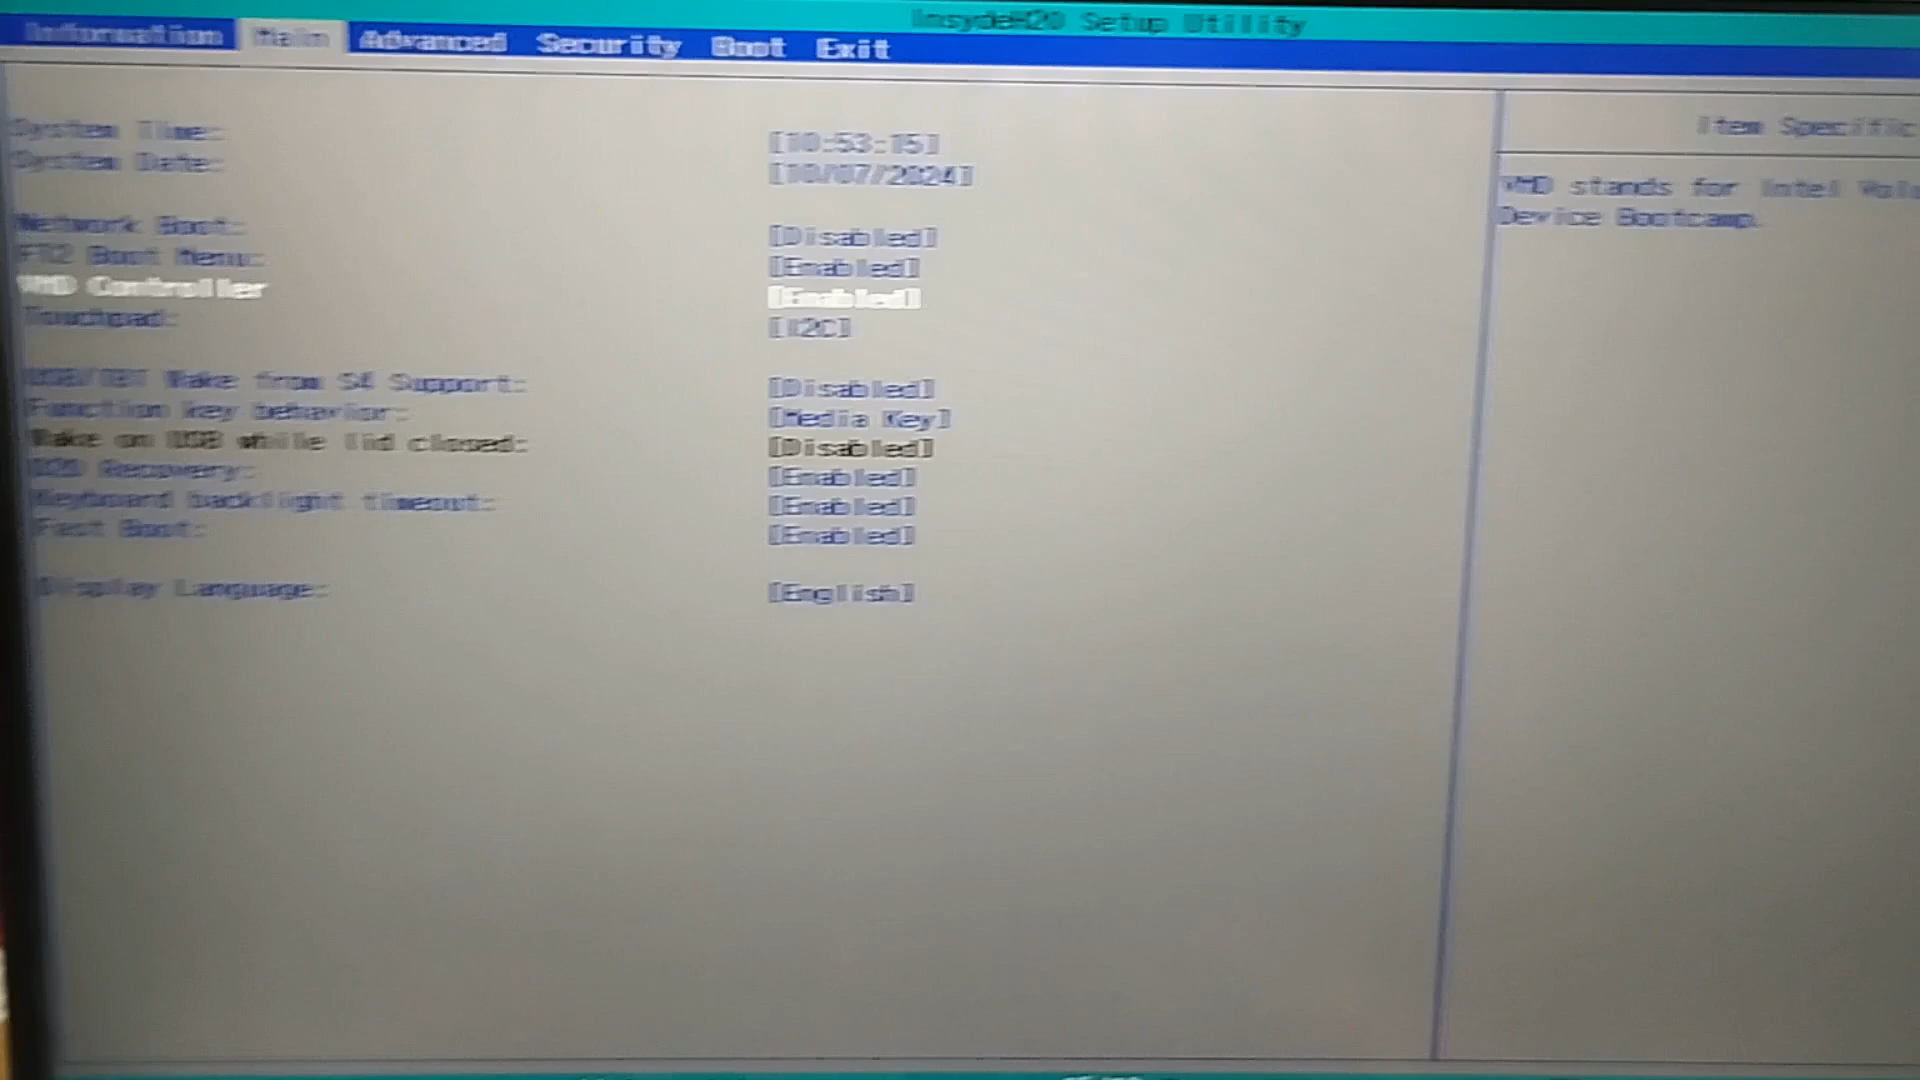 InsydeH2O Setup Utility
Information Main Advanced Security Boot Exit
System Time: [10:53:15]
System Date: [10/07/2024]
Network Boot: [Disabled]
F12 Boot Menu: [Enabled]
VMD Controller [Enabled]
Touchpad: [I2C]
USB/TBT Wake from S4 Support: [Disabled]
Function key behavior: [Media Key]
Wake on USB while lid closed: [Disabled]
D2D Recovery: [Enabled]
Keyboard backlight timeout: [Enabled]
Fast Boot: [Enabled]
Display Language: [English]
Item Specific
VMD stands for Intel Volu
Device Bootcamp.